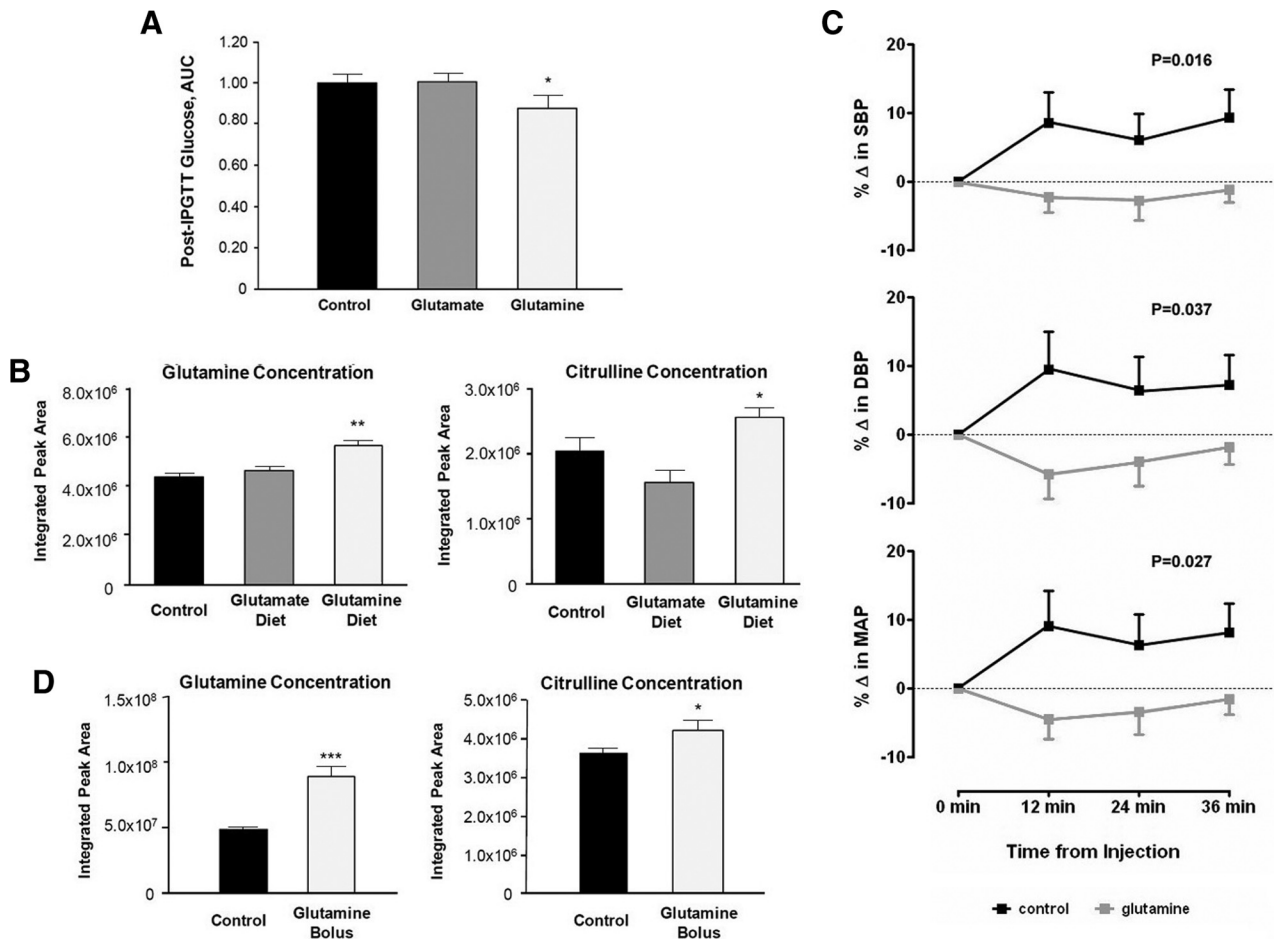 A
Post-IPGTT Glucose, AUC
1.20
1.00
0.80
0.60
0.40
0.20
0
*
Control
Glutamate
Glutamine
B
Glutamine Concentration
Integrated Peak Area
8.0x10⁶
6.0x10⁶
4.0x10⁶
2.0x10⁶
0
**
Control
Glutamate
Diet
Glutamine
Diet
Citrulline Concentration
Integrated Peak Area
3.0x10⁶
2.0x10⁶
1.0x10⁶
0
*
Control
Glutamate
Diet
Glutamine
Diet
C
% Δ in SBP
20
10
0
-10
P=0.016
% Δ in DBP
20
10
0
-10
P=0.037
% Δ in MAP
20
10
0
-10
P=0.027
0 min
12 min
24 min
36 min
Time from Injection
control
glutamine
D
Glutamine Concentration
Integrated Peak Area
1.5x10⁸
1.0x10⁸
5.0x10⁷
0
***
Control
Glutamine
Bolus
Citrulline Concentration
Integrated Peak Area
5.0x10⁶
4.0x10⁶
3.0x10⁶
2.0x10⁶
1.0x10⁶
0
*
Control
Glutamine
Bolus